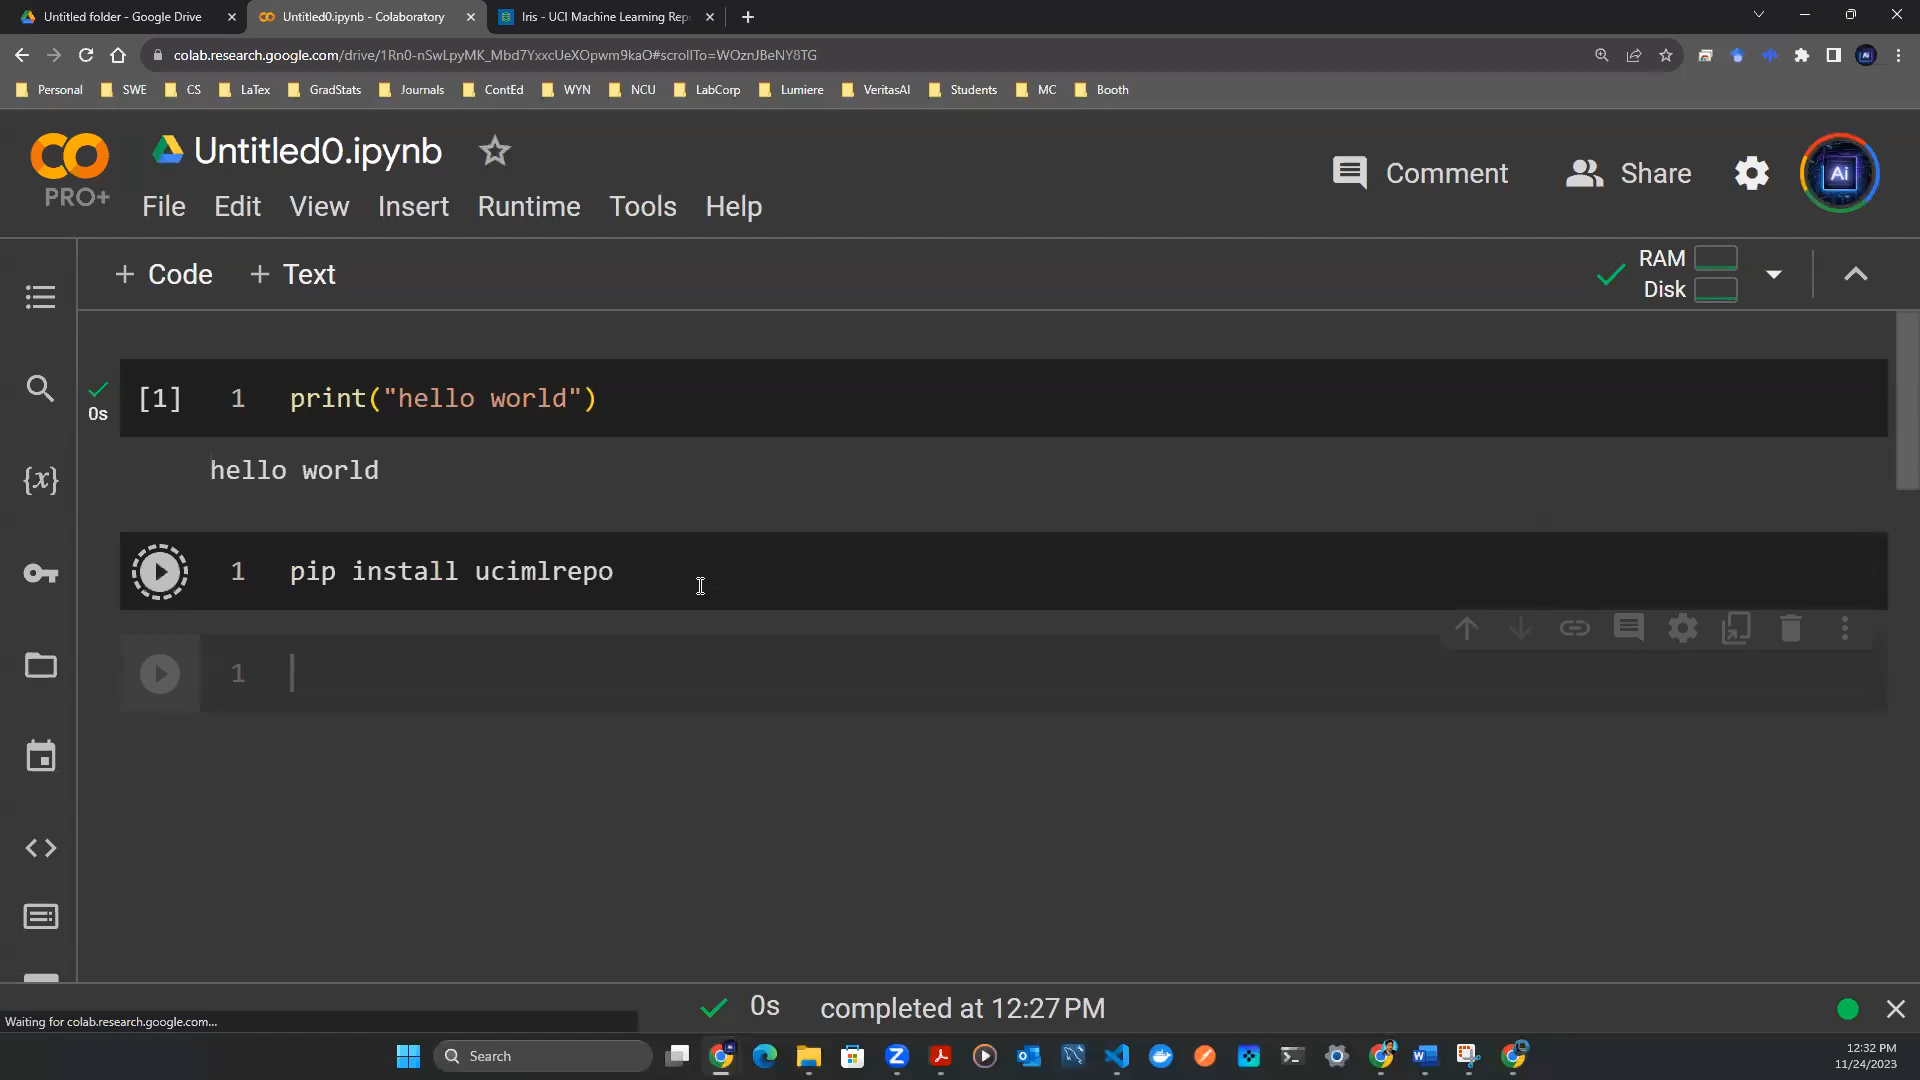 Untitled folder - Google Drive
Untitled0.ipynb - Colaboratory
Iris - UCI Machine Learning Rep
colab.research.google.com/drive/1Rn0-nSwLpyMK_Mbd7YxxcUeXOpwm9kaO#scrollTo=WOznJBeNY8TG
Personal SWE CS LaTex GradStats Journals ContEd WYN NCU LabCorp Lumiere VeritasAI Students MC Booth
CO PRO+
Untitled0.ipynb
Comment Share Ai
File Edit View Insert Runtime Tools Help
+ Code + Text
RAM
Disk
[1] 1 print("hello world")
0s
hello world
{x}
1 pip install ucimlrepo
1
0s completed at 12:27 PM
Waiting for colab.research.google.com...
Search
12:32 PM
11/24/2023